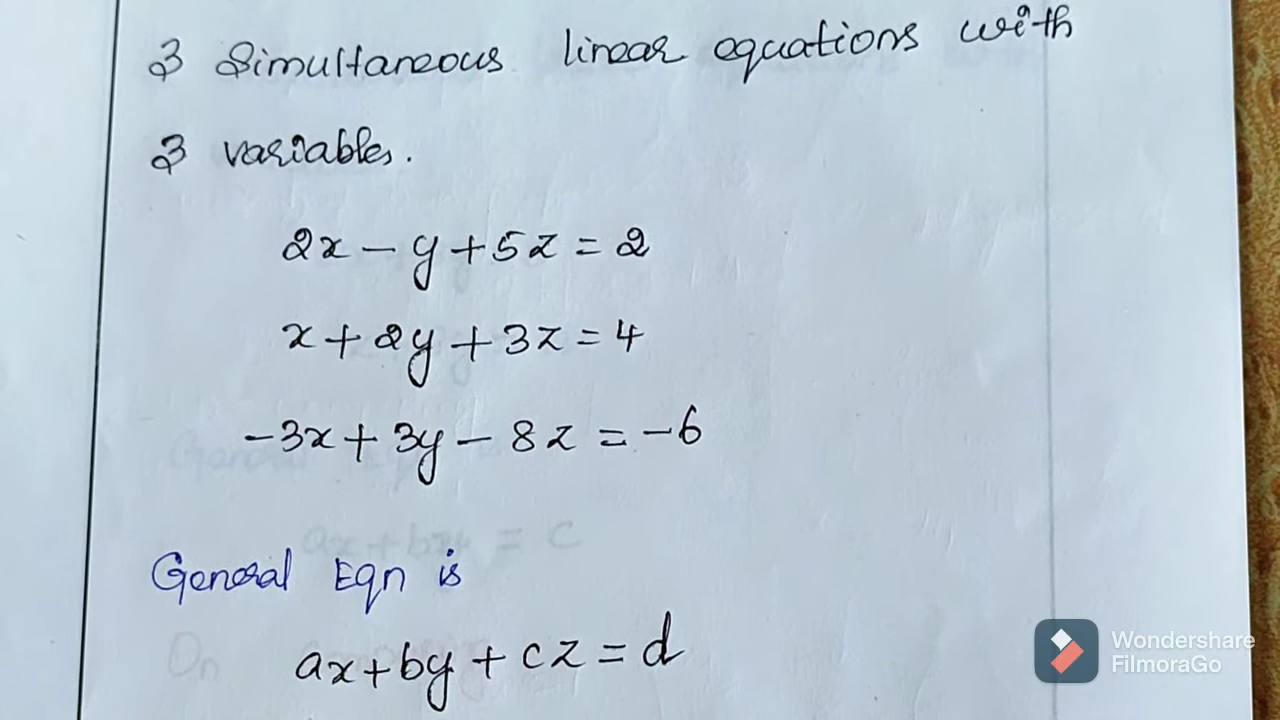 3 Simultaneous linear equations with
3 variables.
2x - y + 5z = 2
x + 2y + 3z = 4
-3x + 3y - 8z = -6
General Eqn is
ax + by + cz = d
Wondershare
FilmoraGo